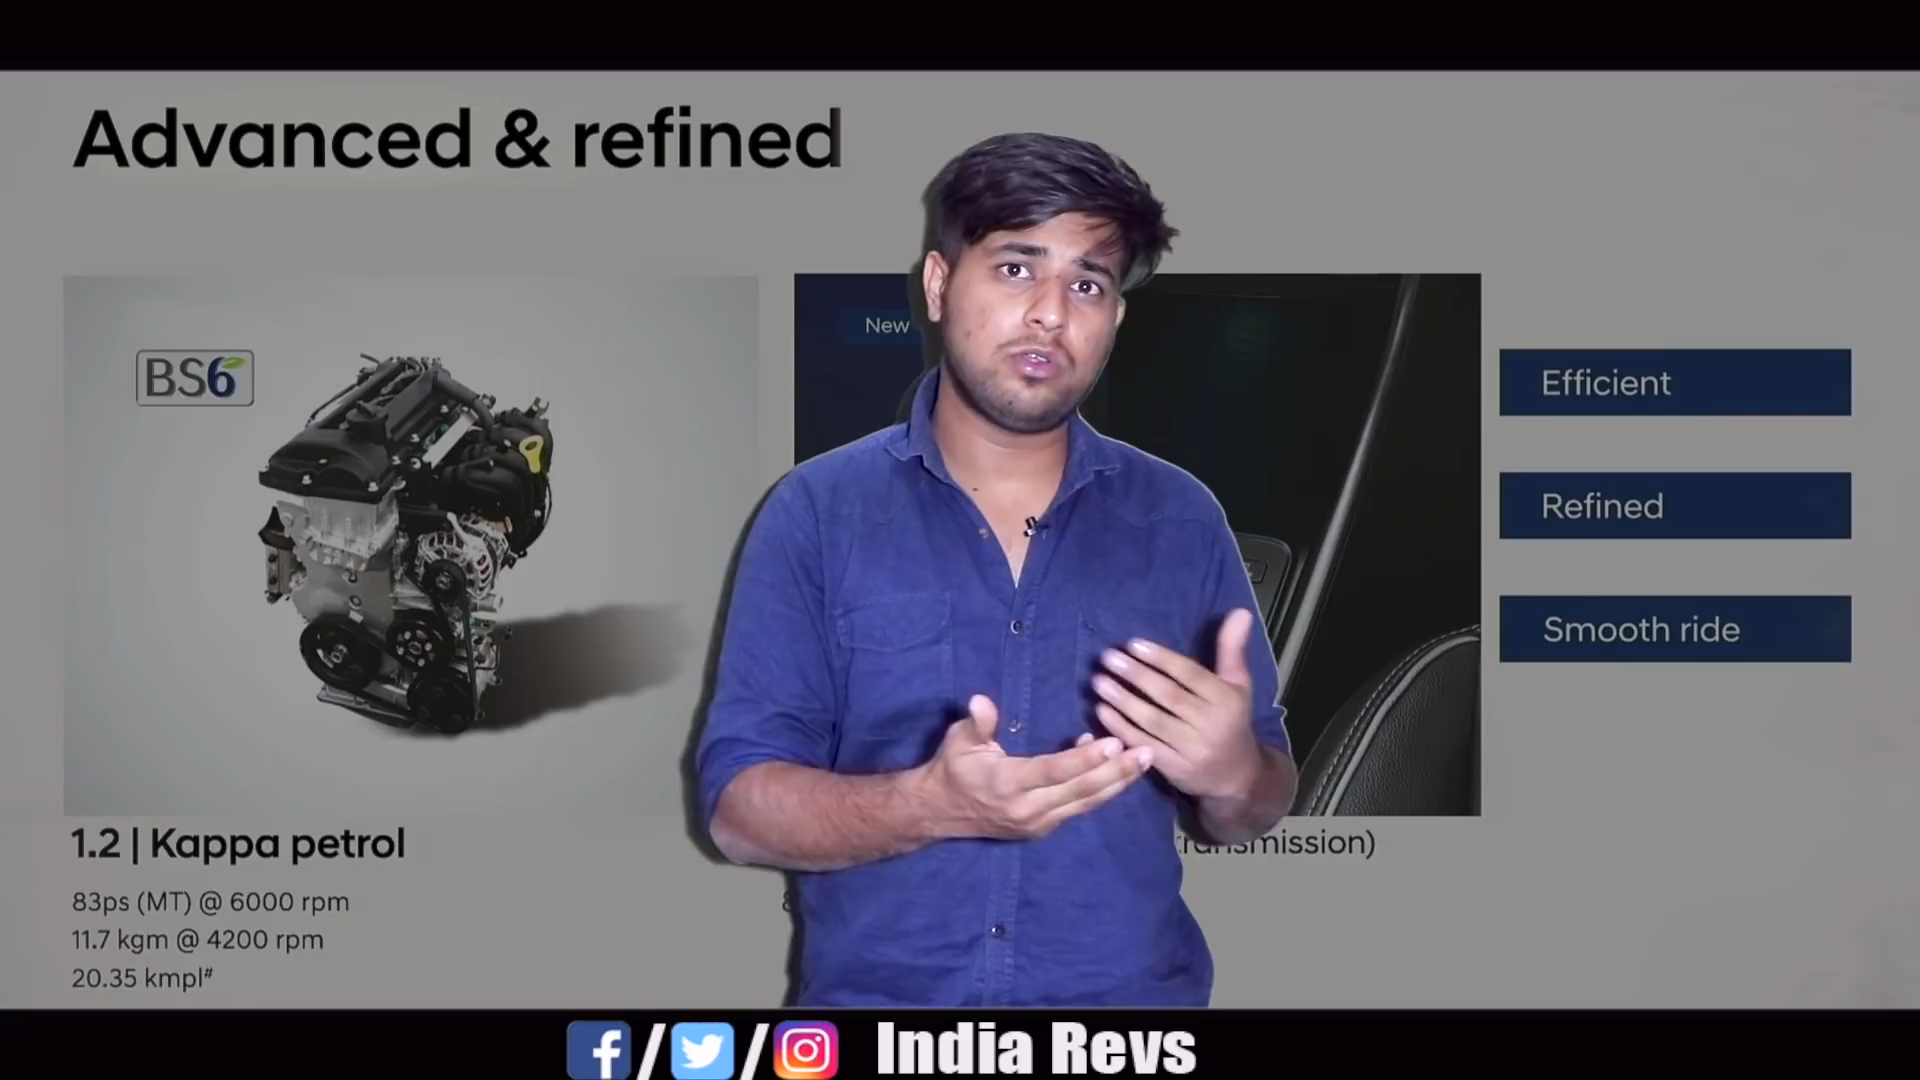 Advanced & refined
BS6
New
Efficient
Refined
Smooth ride
1.2 | Kappa petrol
transmission)
83ps (MT) @ 6000 rpm
11.7 kgm @ 4200 rpm
20.35 kmpl#
India Revs